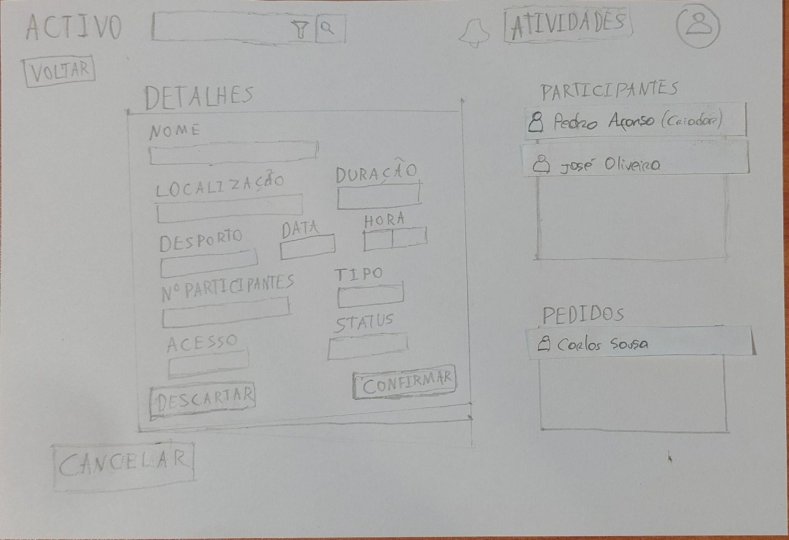 ACTIVO
ATIVIDADES
VOLTAR
DETALHES
NOME
LOCALIZAÇÃO
DURAÇÃO
DESPORTO
DATA
HORA
Nº PARTICIPANTES
TIPO
ACESSO
STATUS
DESCARTAR
CONFIRMAR
CANCELAR
PARTICIPANTES
Pedro Afonso (Criador)
José Oliveira
PEDIDOS
Carlos Sousa